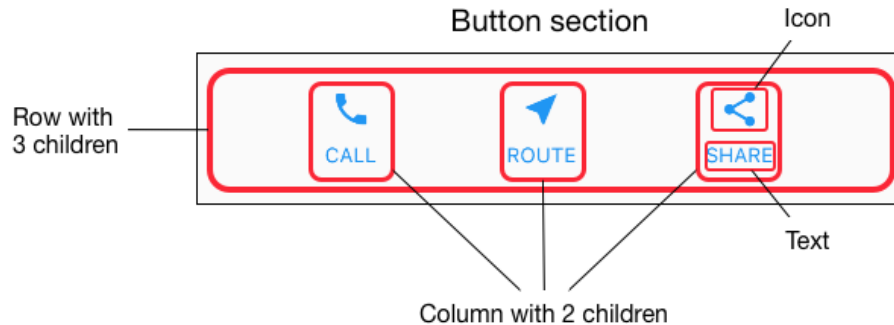 Button section
Icon
Row with
3 children
CALL
ROUTE
SHARE
Text
Column with 2 children